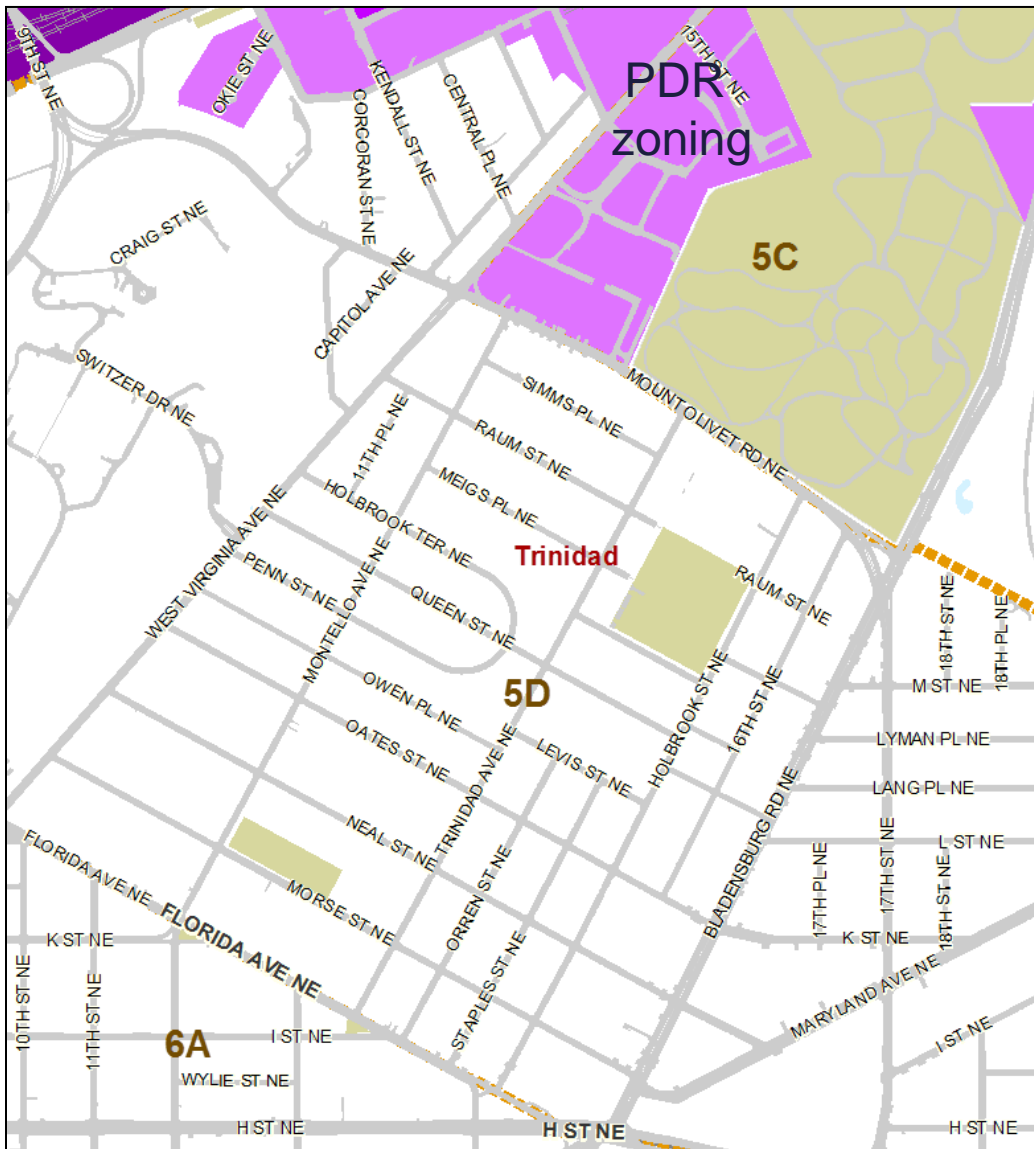 9TH ST NE
OKIE ST NE
CORCORAN ST NE
KENDALL ST NE
CENTRAL PL NE
15TH ST NE
PDR
zoning
CRAIG ST NE
CAPITOL AVE NE
5C
SWITZER DR NE
SIMMS PL NE
MOUNT OLIVET RD NE
11TH PL NE
RAUM ST NE
MEIGS PL NE
WEST VIRGINIA AVE NE
HOLBROOK TER NE
MONTELLO AVE NE
Trinidad
PENN ST NE
QUEEN ST NE
RAUM ST NE
18TH ST NE
18TH PL NE
OWEN PL NE
5D
HOLBROOK ST NE
16TH ST NE
M ST NE
OATES ST NE
LEVIS ST NE
LYMAN PL NE
TRINIDAD AVE NE
BLADENSBURG RD NE
LANG PL NE
NEAL ST NE
L ST NE
FLORIDA AVE NE
MORSE ST NE
ORREN ST NE
17TH PL NE
17TH ST NE
18TH ST NE
FLORIDA AVE NE
K ST NE
K ST NE
10TH ST NE
11TH ST NE
STAPLES ST NE
MARYLAND AVE NE
6A
I ST NE
I ST NE
WYLIE ST NE
H ST NE
H ST NE
H ST NE